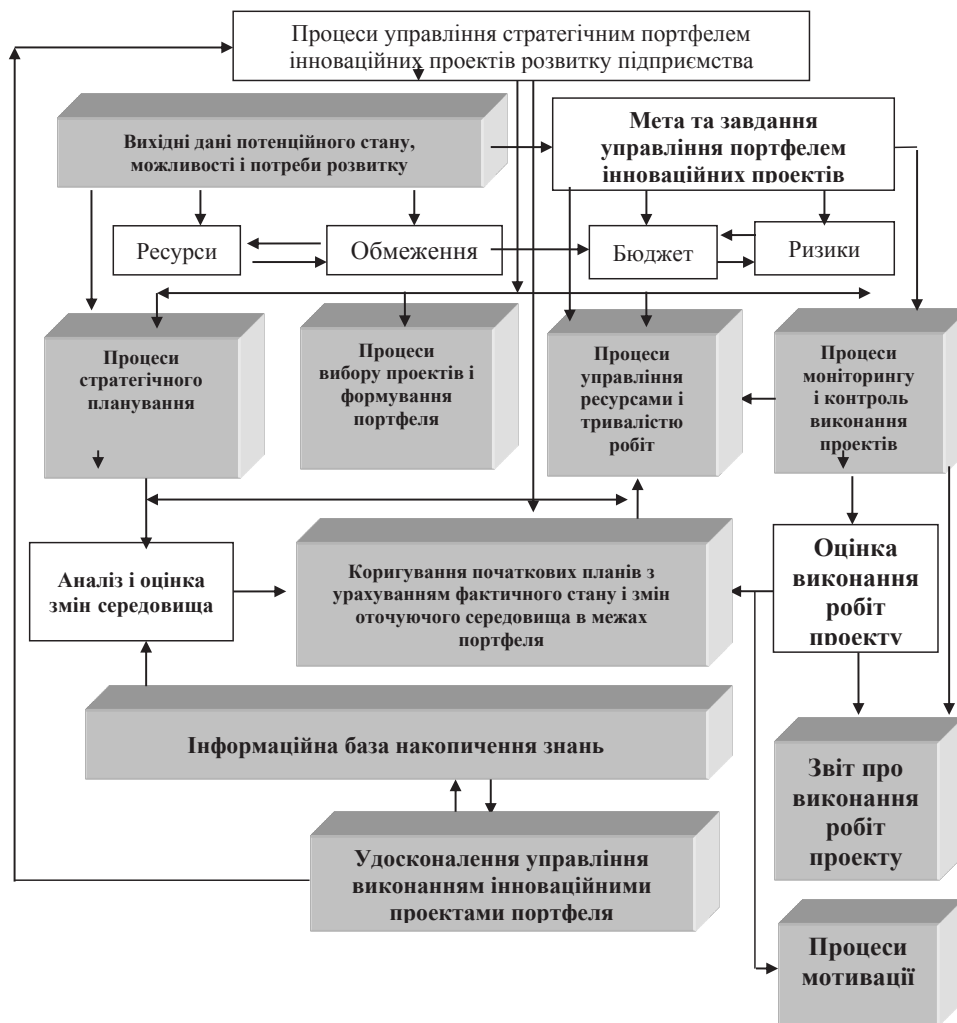 Процеси управління стратегічним портфелем
інноваційних проектів розвитку підприємства
Вихідні дані потенційного стану,
можливості і потреби розвитку
Мета та завдання
управління портфелем
інноваційних проектів
Ресурси
Обмеження
Бюджет
Ризики
Процеси
стратегічного
планування
Процеси
вибору проектів і
формування
портфеля
Процеси
управління
ресурсами і
тривалістю
робіт
Процеси
моніторингу
і контроль
виконання
проектів
Аналіз і оцінка
змін середовища
Коригування початкових планів з
урахуванням фактичного стану і змін
оточуючого середовища в межах
портфеля
Оцінка
виконання
робіт
проекту
Інформаційна база накопичення знань
Звіт про
виконання
робіт
проекту
Удосконалення управління
виконанням інноваційними
проектами портфеля
Процеси
мотивації